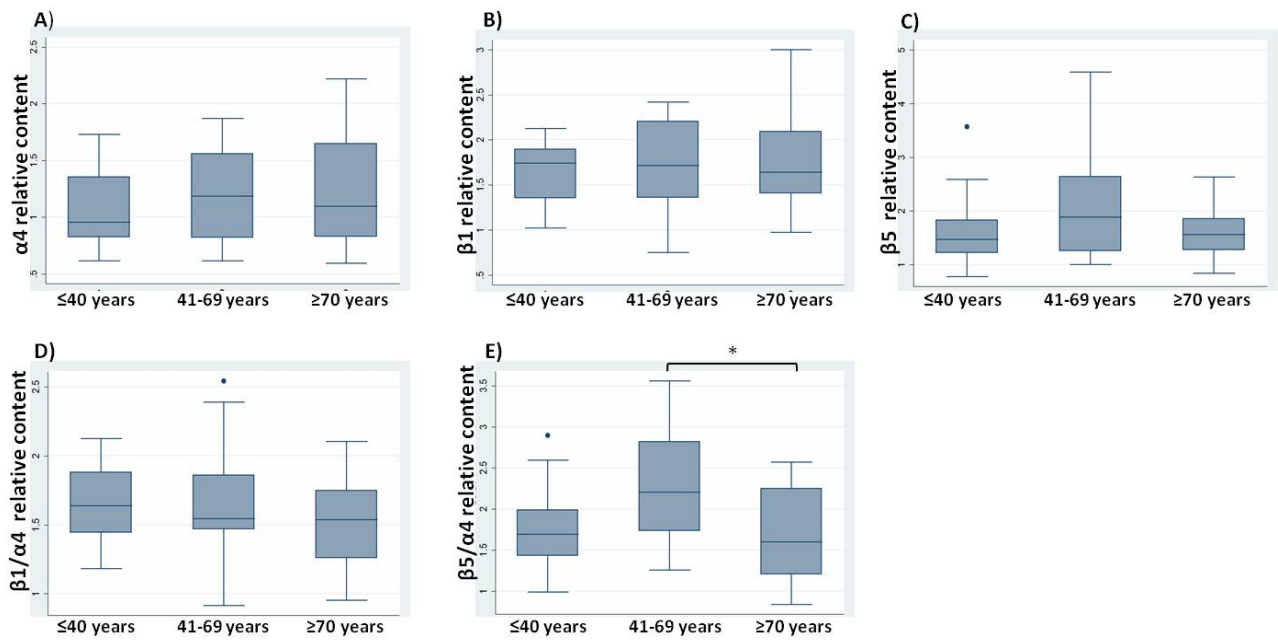 A)
α4 relative content
2.5
2
1.5
1
.5
≤40 years 41-69 years ≥70 years
B)
β1 relative content
3
2.5
2
1.5
1
.5
≤40 years 41-69 years ≥70 years
C)
β5 relative content
5
4
3
2
1
≤40 years 41-69 years ≥70 years
D)
β1/α4 relative content
2.5
2
1.5
1
≤40 years 41-69 years ≥70 years
E)
*
β5/α4 relative content
3.5
3
2.5
2
1.5
1
≤40 years 41-69 years ≥70 years